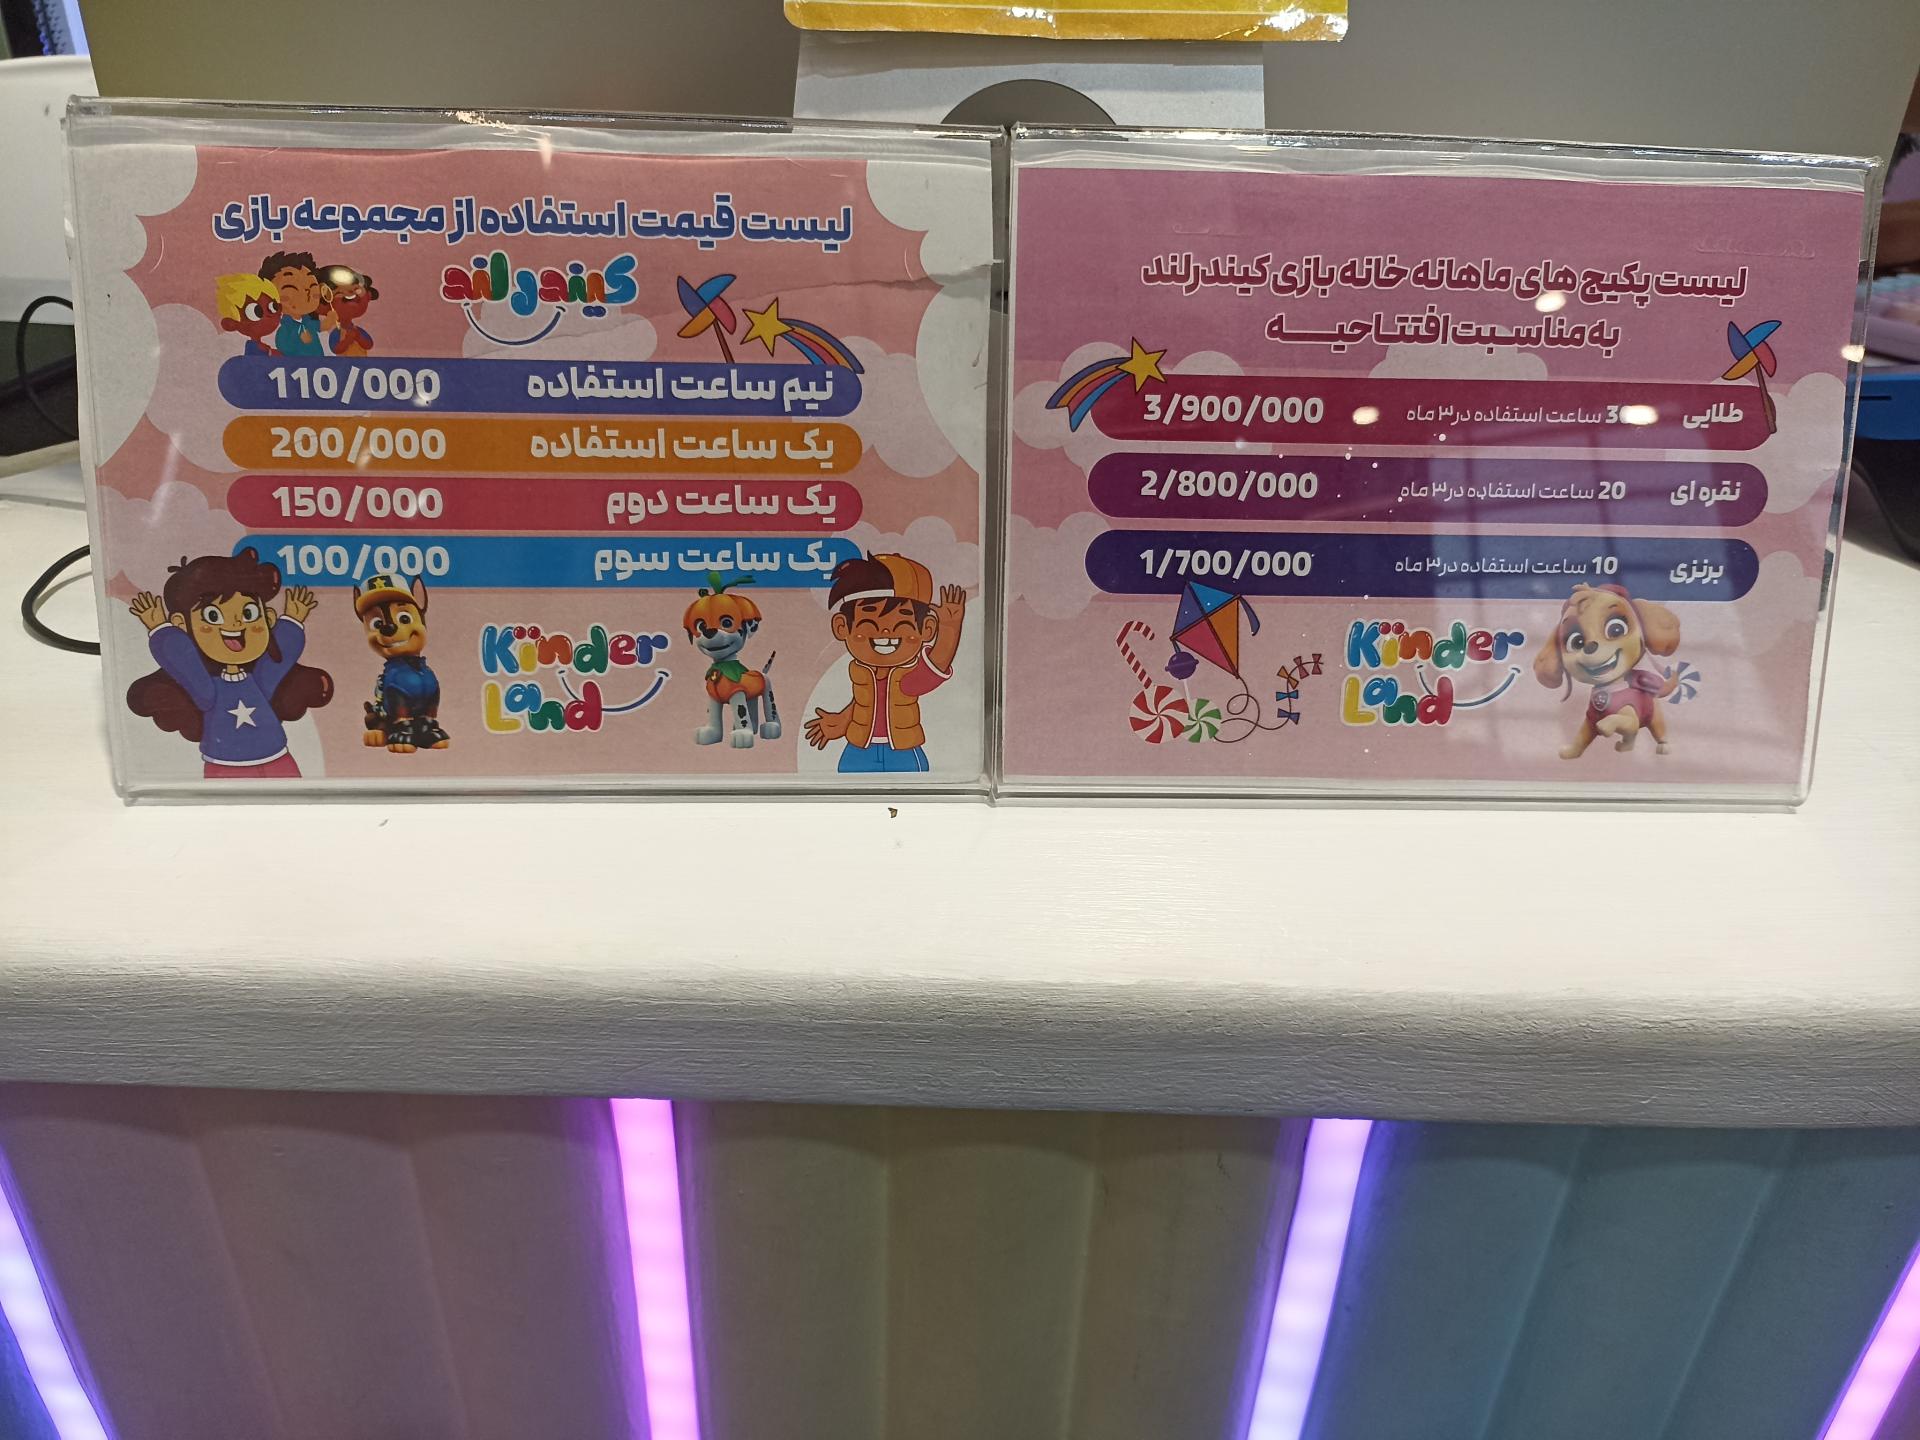 لیست قیمت استفاده از مجموعه بازی
کیندرلند
نیم ساعت استفاده 110/000
یک ساعت استفاده 200/000
یک ساعت دوم 150/000
یک ساعت سوم 100/000
Kinder
Land
لیست پکیج های ماهانه خانه بازی کیندرلند
به مناسبت افتتاحیه
طلایی 30 ساعت استفاده در ۳ ماه 3/900/000
نقره ای 20 ساعت استفاده در ۳ ماه 2/800/000
برنزی 10 ساعت استفاده در ۳ ماه 1/700/000
Kinder
Land